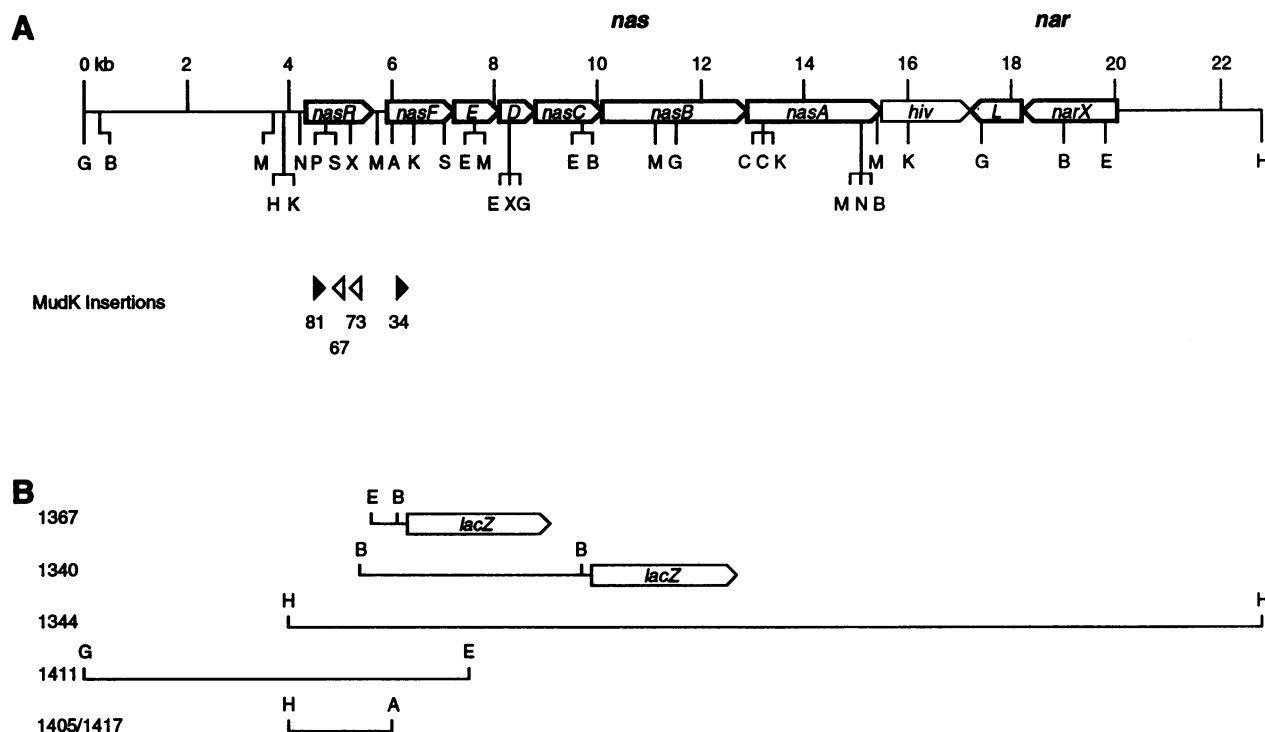 A nas nar
0 kb 2 4 6 8 10 12 14 16 18 20 22
nasR nasF E D nasC nasB nasA hiv L narX
G B M N P S X M A K S E M E B M G C C K M K G B E H
H K E X G M N B
MudK Insertions
81 73 34
67
B
E B
1367 lacZ
B B
1340 lacZ
H H
1344
G E
1411
H A
1405/1417